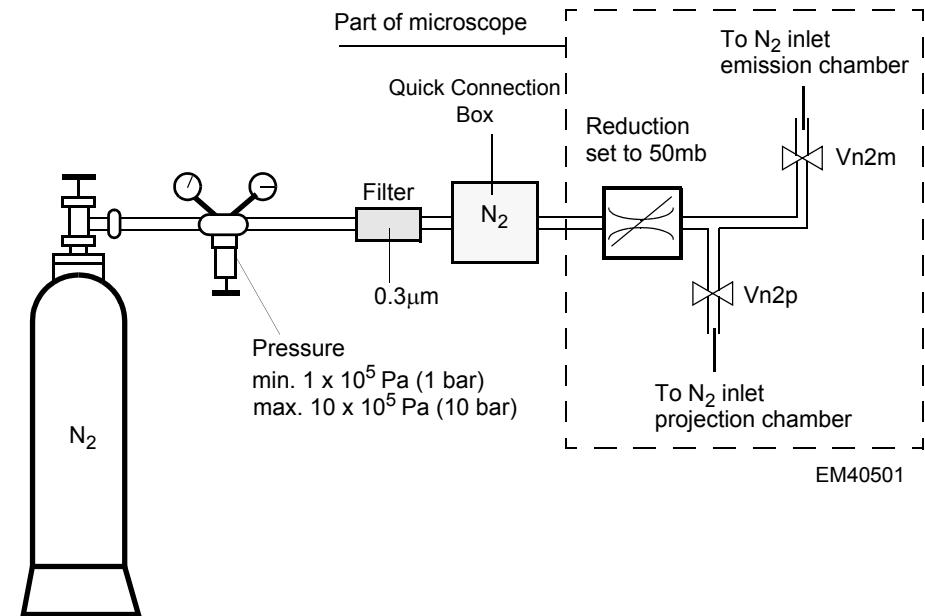 Part of microscope
To N2 inlet
emission chamber
Quick Connection
Box
Reduction
set to 50mb
Vn2m
Filter
N2
0.3μm
Vn2p
Pressure
min. 1 x 10^5 Pa (1 bar)
max. 10 x 10^5 Pa (10 bar)
To N2 inlet
projection chamber
N2
EM40501